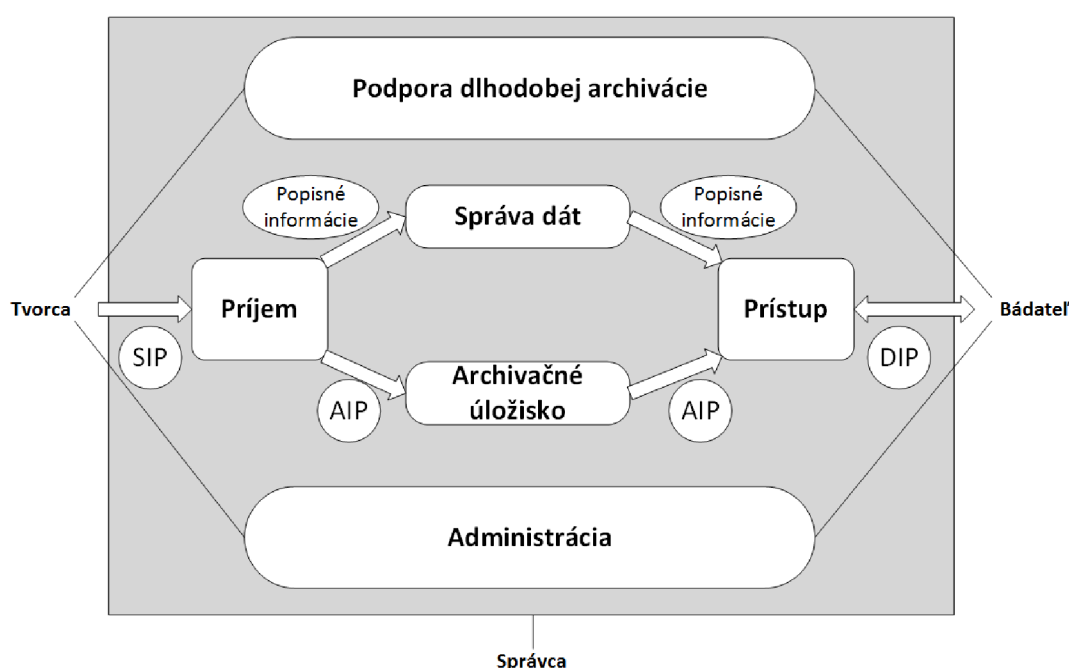 Podpora dlhodobej archivácie
Popisné
informácie
Správa dát
Popisné
informácie
Tvorca
Príjem
Prístup
Bádateľ
SIP
DIP
Archivačné
úložisko
AIP
AIP
Administrácia
Správca